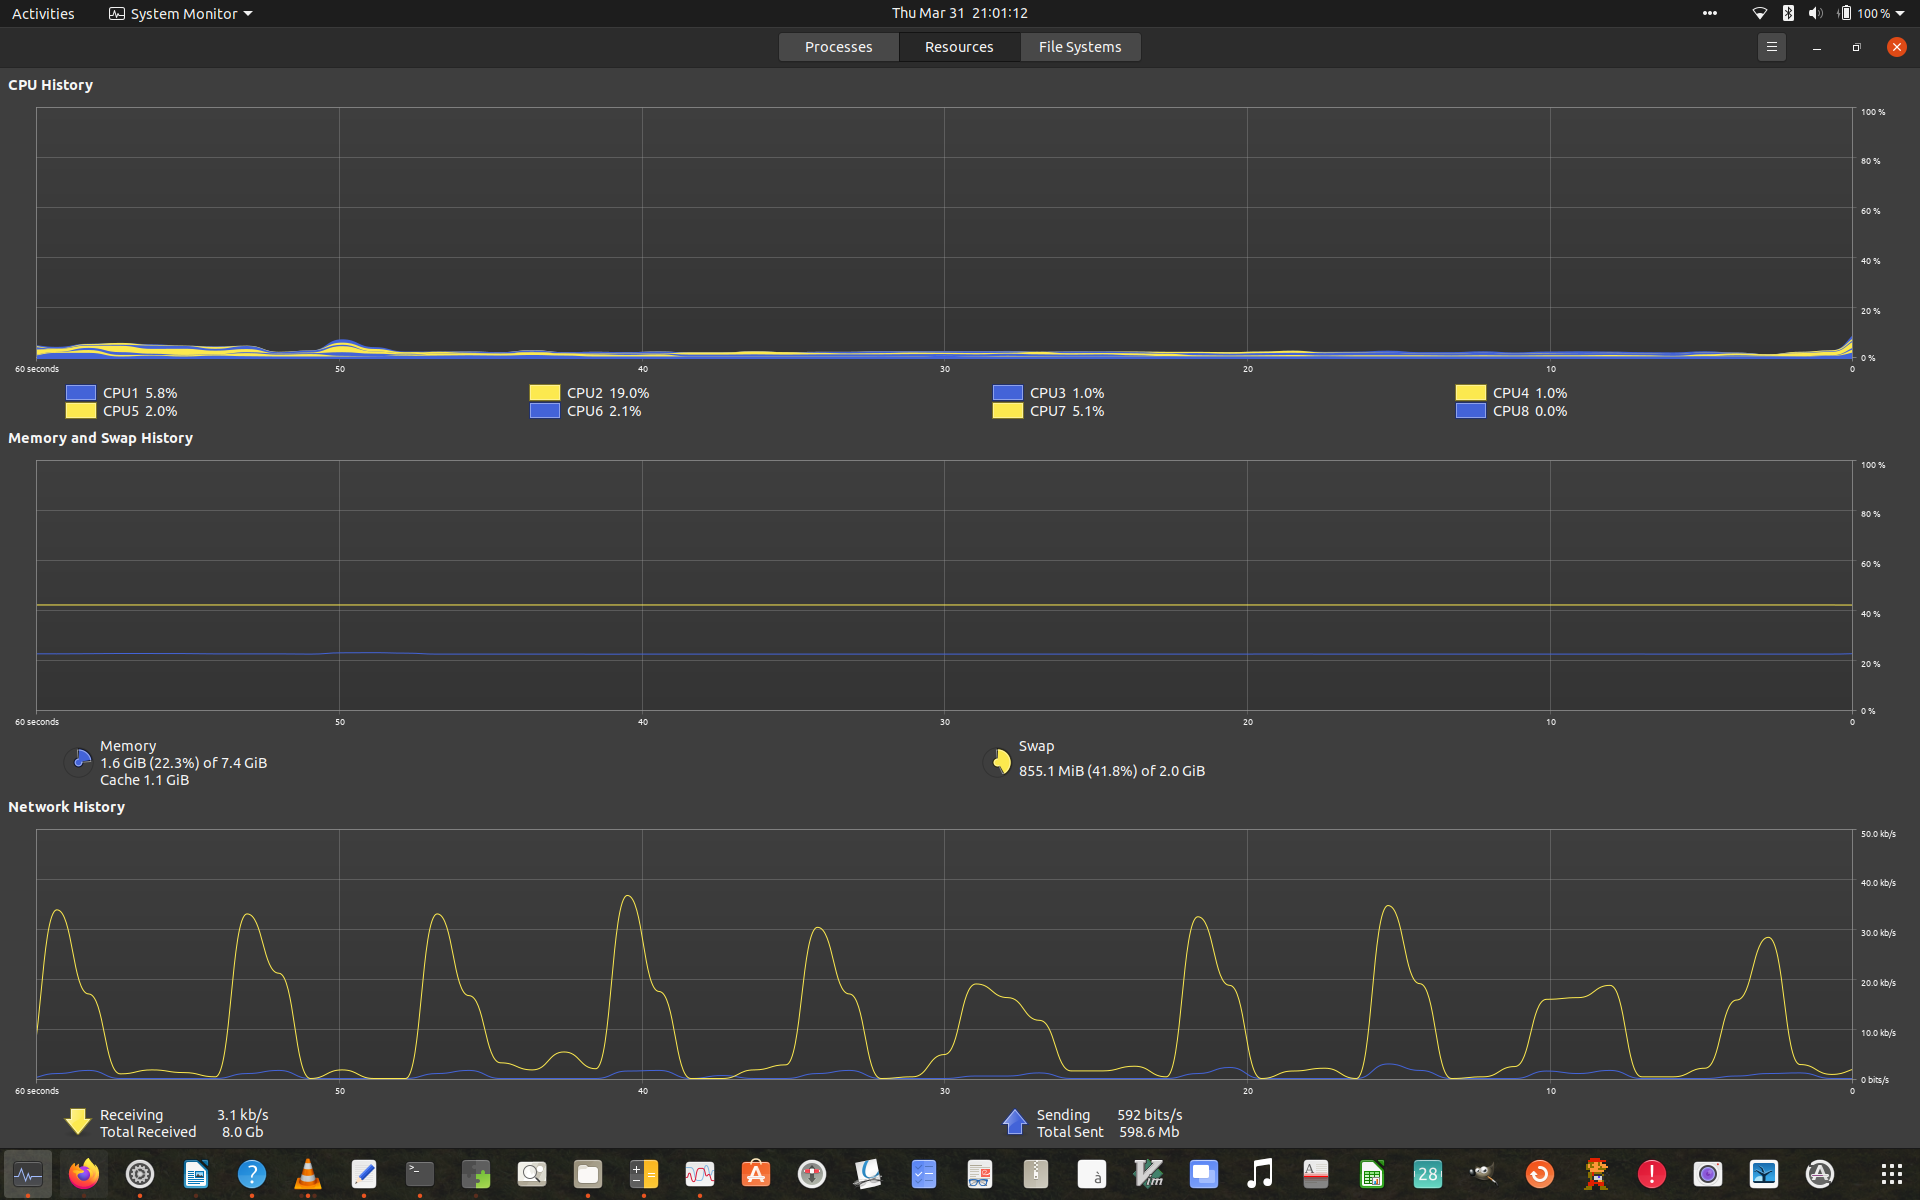 Activities System Monitor Thu Mar 31 21:01:12 100 %
Processes Resources File Systems
CPU History
100 %
80 %
60 %
40 %
20 %
0 %
60 seconds 50 40 30 20 10 0
CPU1 5.8% CPU2 19.0% CPU3 1.0% CPU4 1.0%
CPU5 2.0% CPU6 2.1% CPU7 5.1% CPU8 0.0%
Memory and Swap History
100 %
80 %
60 %
40 %
20 %
0 %
60 seconds 50 40 30 20 10 0
Memory
1.6 GiB (22.3%) of 7.4 GiB
Cache 1.1 GiB
Swap
855.1 MiB (41.8%) of 2.0 GiB
Network History
50.0 kb/s
40.0 kb/s
30.0 kb/s
20.0 kb/s
10.0 kb/s
0 bits/s
60 seconds 50 40 30 20 10 0
Receiving 3.1 kb/s
Total Received 8.0 Gb
Sending 592 bits/s
Total Sent 598.6 Mb
? >_ à Vim A 28 !